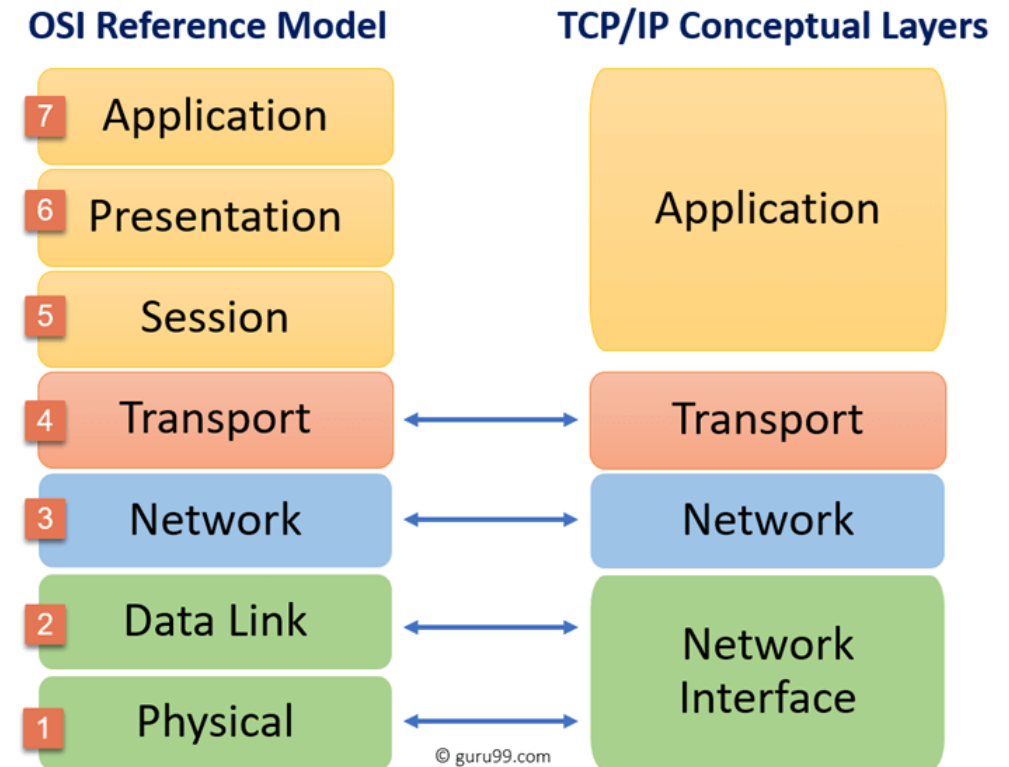 OSI Reference Model
TCP/IP Conceptual Layers
7 Application
6 Presentation
5 Session
4 Transport
3 Network
2 Data Link
1 Physical
Application
Transport
Network
Network
Interface
© guru99.com